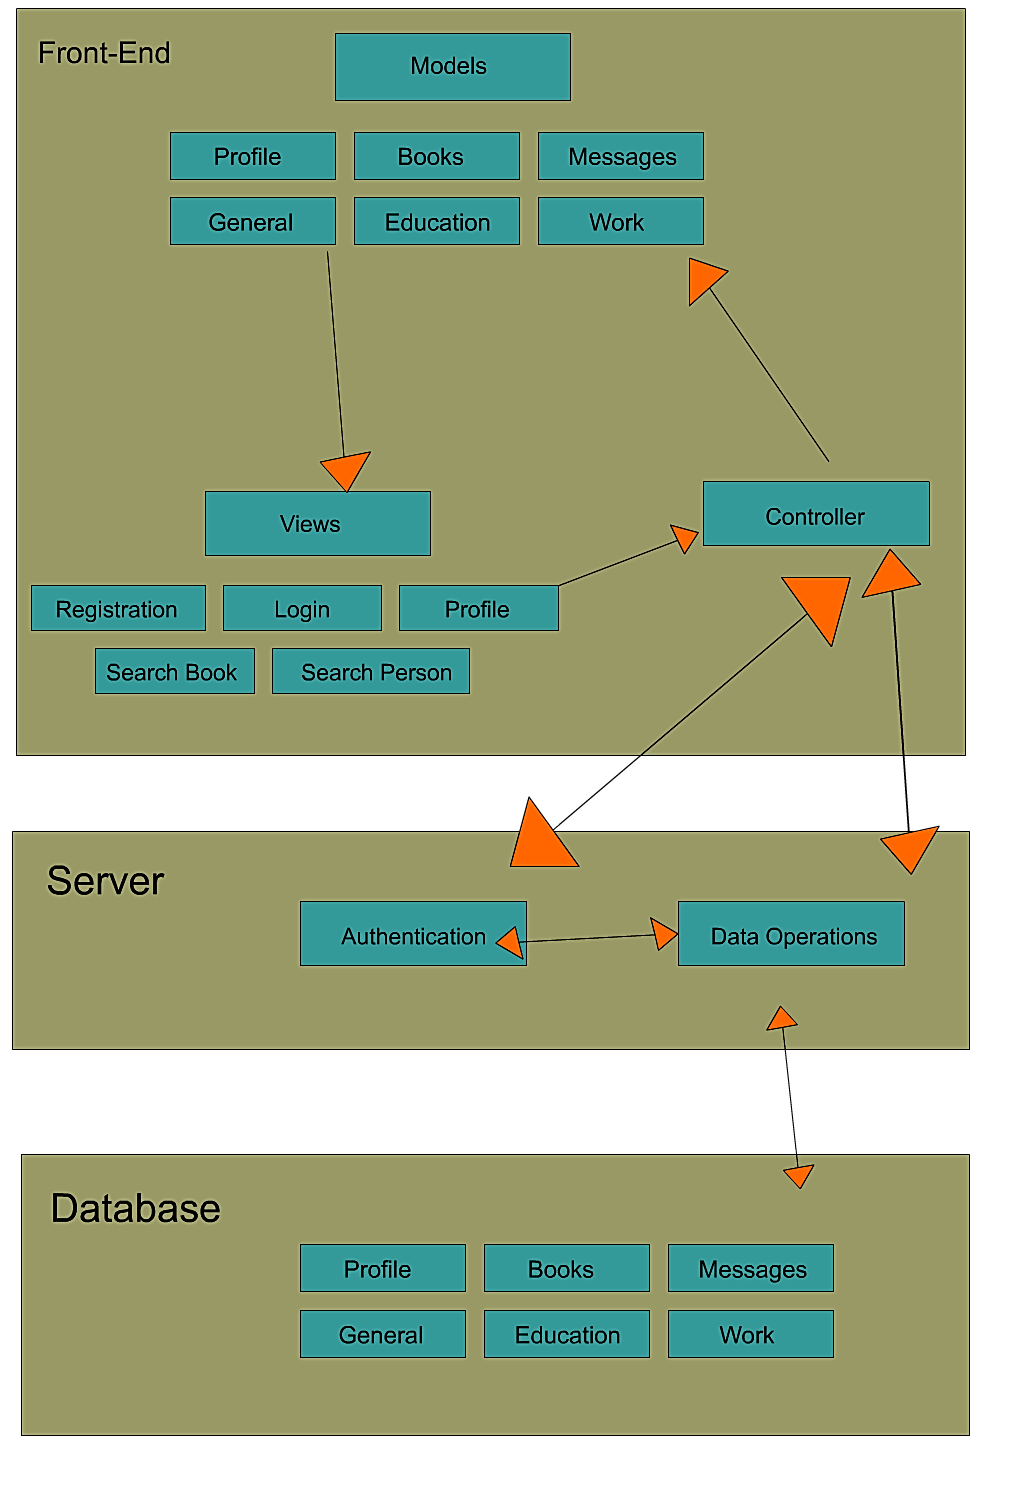 Front-End
Models
Profile
Books
Messages
General
Education
Work
Views
Controller
Registration
Login
Profile
Search Book
Search Person
Server
Authentication
Data Operations
Database
Profile
Books
Messages
General
Education
Work